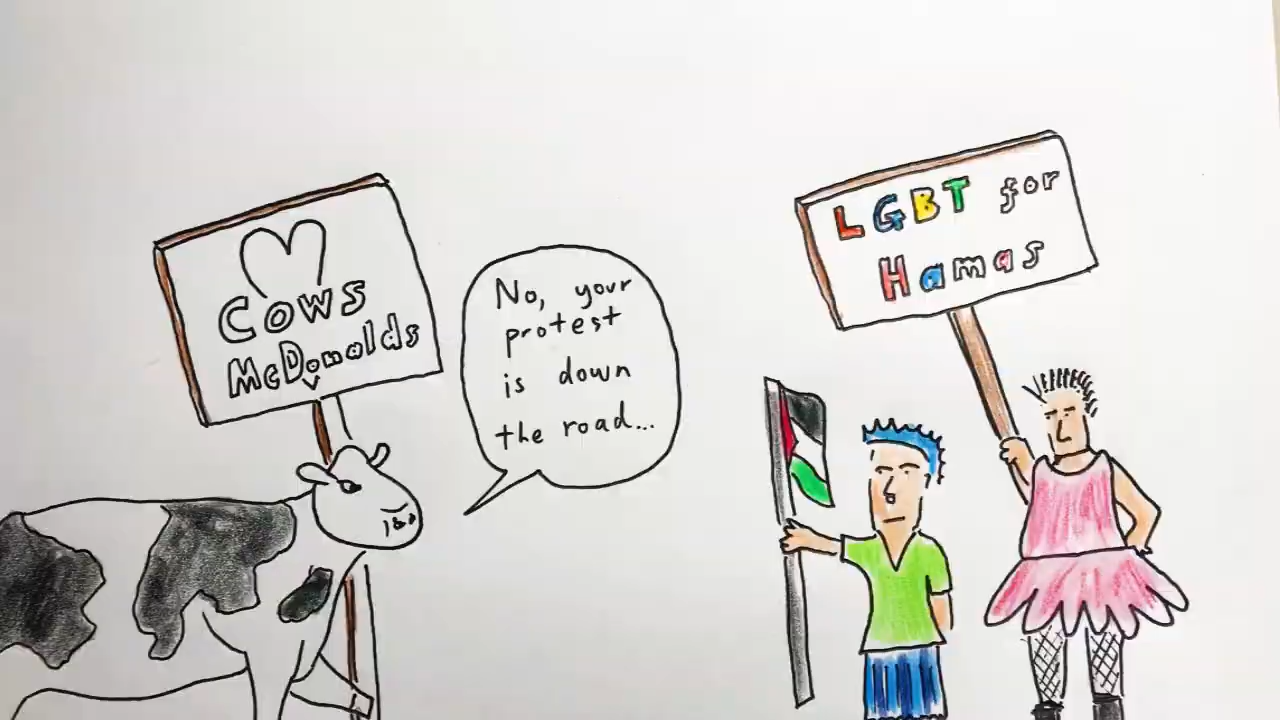 Cows
McDonalds
No, your
protest
is down
the road...
LGBT for
Hamas